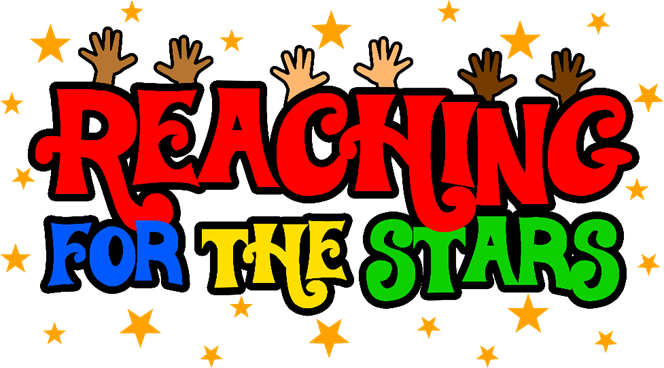 REACHING
FOR THE STARS